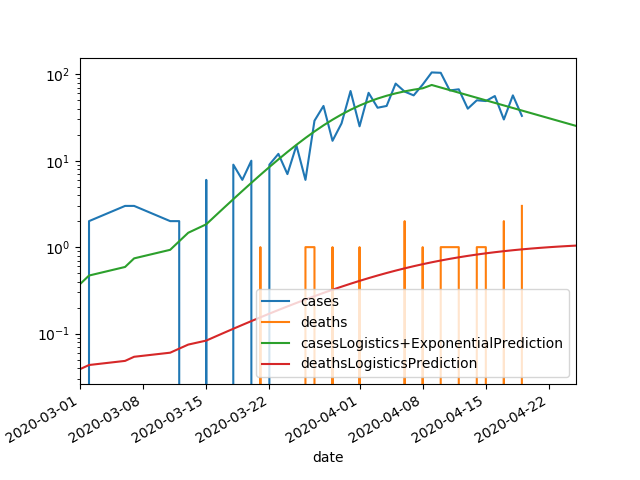 10²
10¹
10⁰
10⁻¹
cases
deaths
casesLogistics+ExponentialPrediction
deathsLogisticsPrediction
2020-03-01
2020-03-08
2020-03-15
2020-03-22
2020-04-01
2020-04-08
2020-04-15
2020-04-22
date